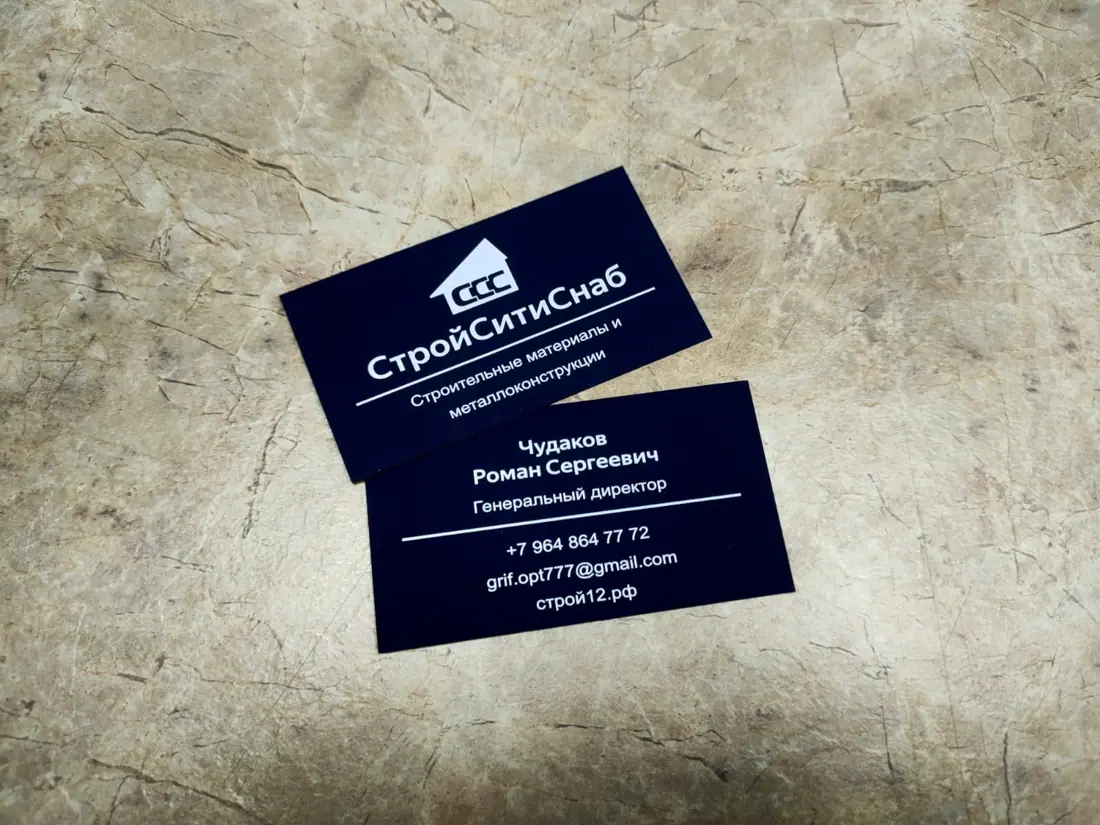 ССС
СтройСитиСнаб
Строительные материалы и
металлоконструкции
Чудаков
Роман Сергеевич
Генеральный директор
+7 964 864 77 72
grif.opt777@gmail.com
строй12.рф